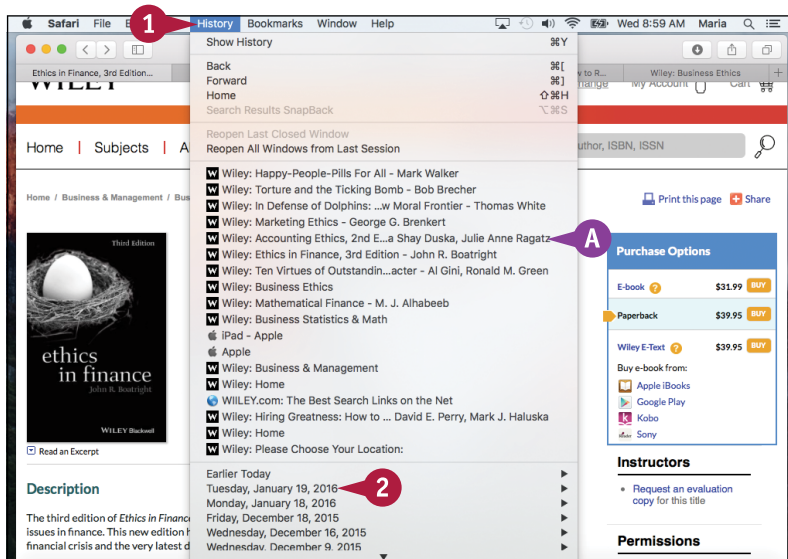 Safari File E
1
History Bookmarks Window Help
Wed 8:59 AM Maria
Ethics in Finance, 3rd Edition...
to R...
Wiley: Business Ethics
+
WILEY
Change My Account Cart
Home | Subjects | A
uthor, ISBN, ISSN
Home / Business & Management / Bus
Print this page Share
Show History ⌘Y
Back ⌘[
Forward ⌘]
Home ⇧⌘H
Search Results SnapBack ⌥⌘S
Reopen Last Closed Window
Reopen All Windows from Last Session
Wiley: Happy-People-Pills For All - Mark Walker
Wiley: Torture and the Ticking Bomb - Bob Brecher
Wiley: In Defense of Dolphins: ...w Moral Frontier - Thomas White
Wiley: Marketing Ethics - George G. Brenkert
Wiley: Accounting Ethics, 2nd E...a Shay Duska, Julie Anne Ragatz
A
Wiley: Ethics in Finance, 3rd Edition - John R. Boatright
Wiley: Ten Virtues of Outstandin...acter - Al Gini, Ronald M. Green
Wiley: Business Ethics
Wiley: Mathematical Finance - M. J. Alhabeeb
Wiley: Business Statistics & Math
iPad - Apple
Apple
Wiley: Business & Management
Wiley: Home
WIILEY.com: The Best Search Links on the Net
Wiley: Hiring Greatness: How to ... David E. Perry, Mark J. Haluska
Wiley: Home
Wiley: Please Choose Your Location:
Earlier Today
Tuesday, January 19, 2016
2
Monday, January 18, 2016
Friday, December 18, 2015
Wednesday, December 16, 2015
Wednesday, December 9, 2015
Third Edition
ethics
in finance
John R. Boatright
WILEY Blackwell
Read an Excerpt
Description
The third edition of Ethics in Financ
issues in finance. This new edition h
financial crisis and the very latest d
Purchase Options
E-book ? $31.99 BUY
Paperback $39.95 BUY
Wiley E-Text ? $39.95 BUY
Buy e-book from:
Apple iBooks
Google Play
Kobo
Sony
Instructors
• Request an evaluation
copy for this title
Permissions